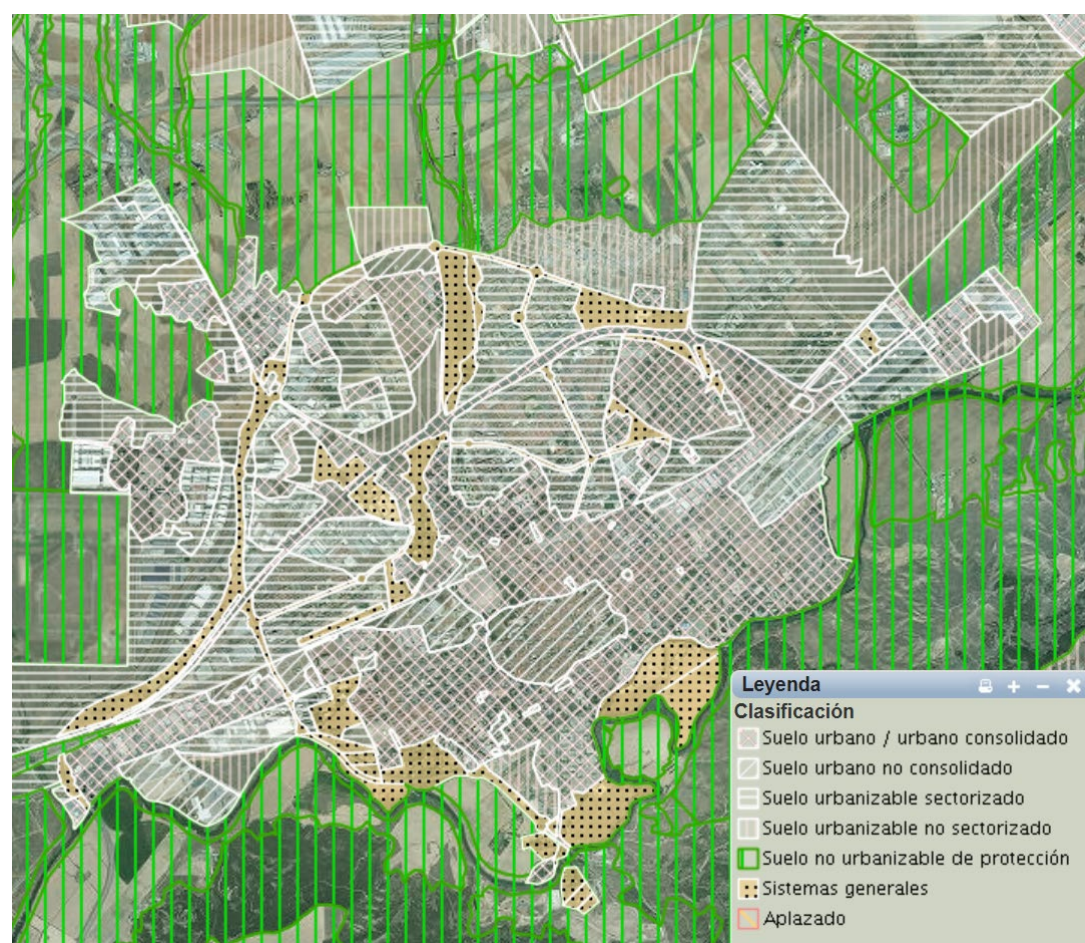 Leyenda
Clasificación
Suelo urbano / urbano consolidado
Suelo urbano no consolidado
Suelo urbanizable sectorizado
Suelo urbanizable no sectorizado
Suelo no urbanizable de protección
Sistemas generales
Aplazado